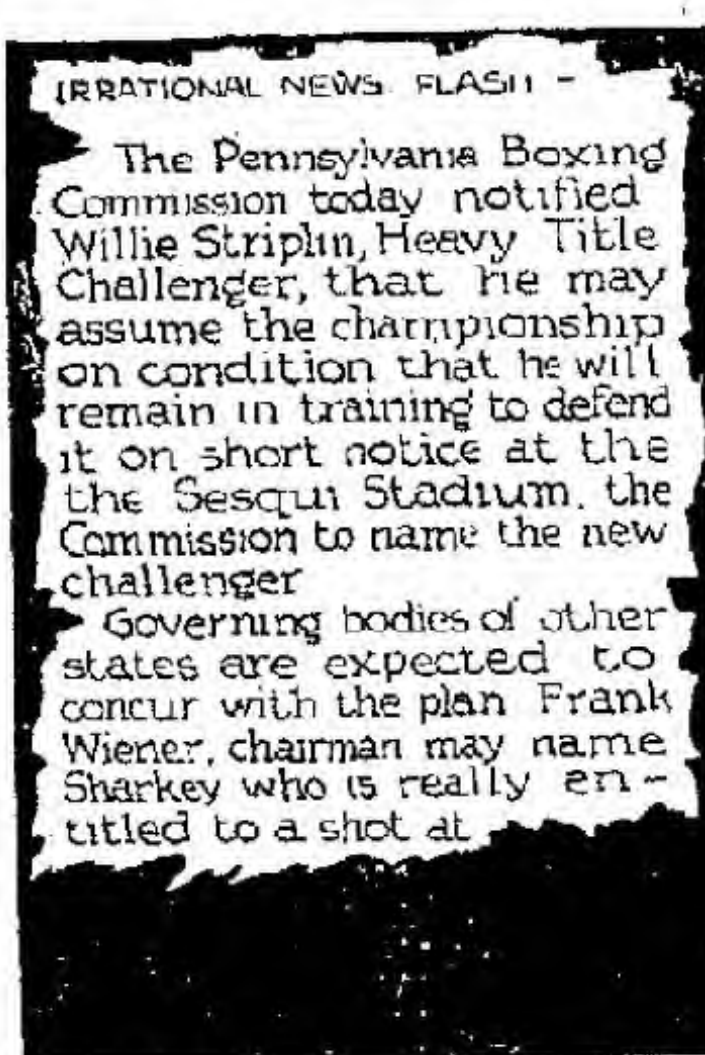 IRRATIONAL NEWS FLASH -
The Pennsylvania Boxing
Commission today notified
Willie Striplin, Heavy Title
Challenger, that he may
assume the championship
on condition that he will
remain in training to defend
it on short notice at the
the Sesqui Stadium, the
Commission to name the new
challenger
Governing bodies of other
states are expected to
concur with the plan Frank
Wiener, chairman may name
Sharkey who is really en-
titled to a shot at